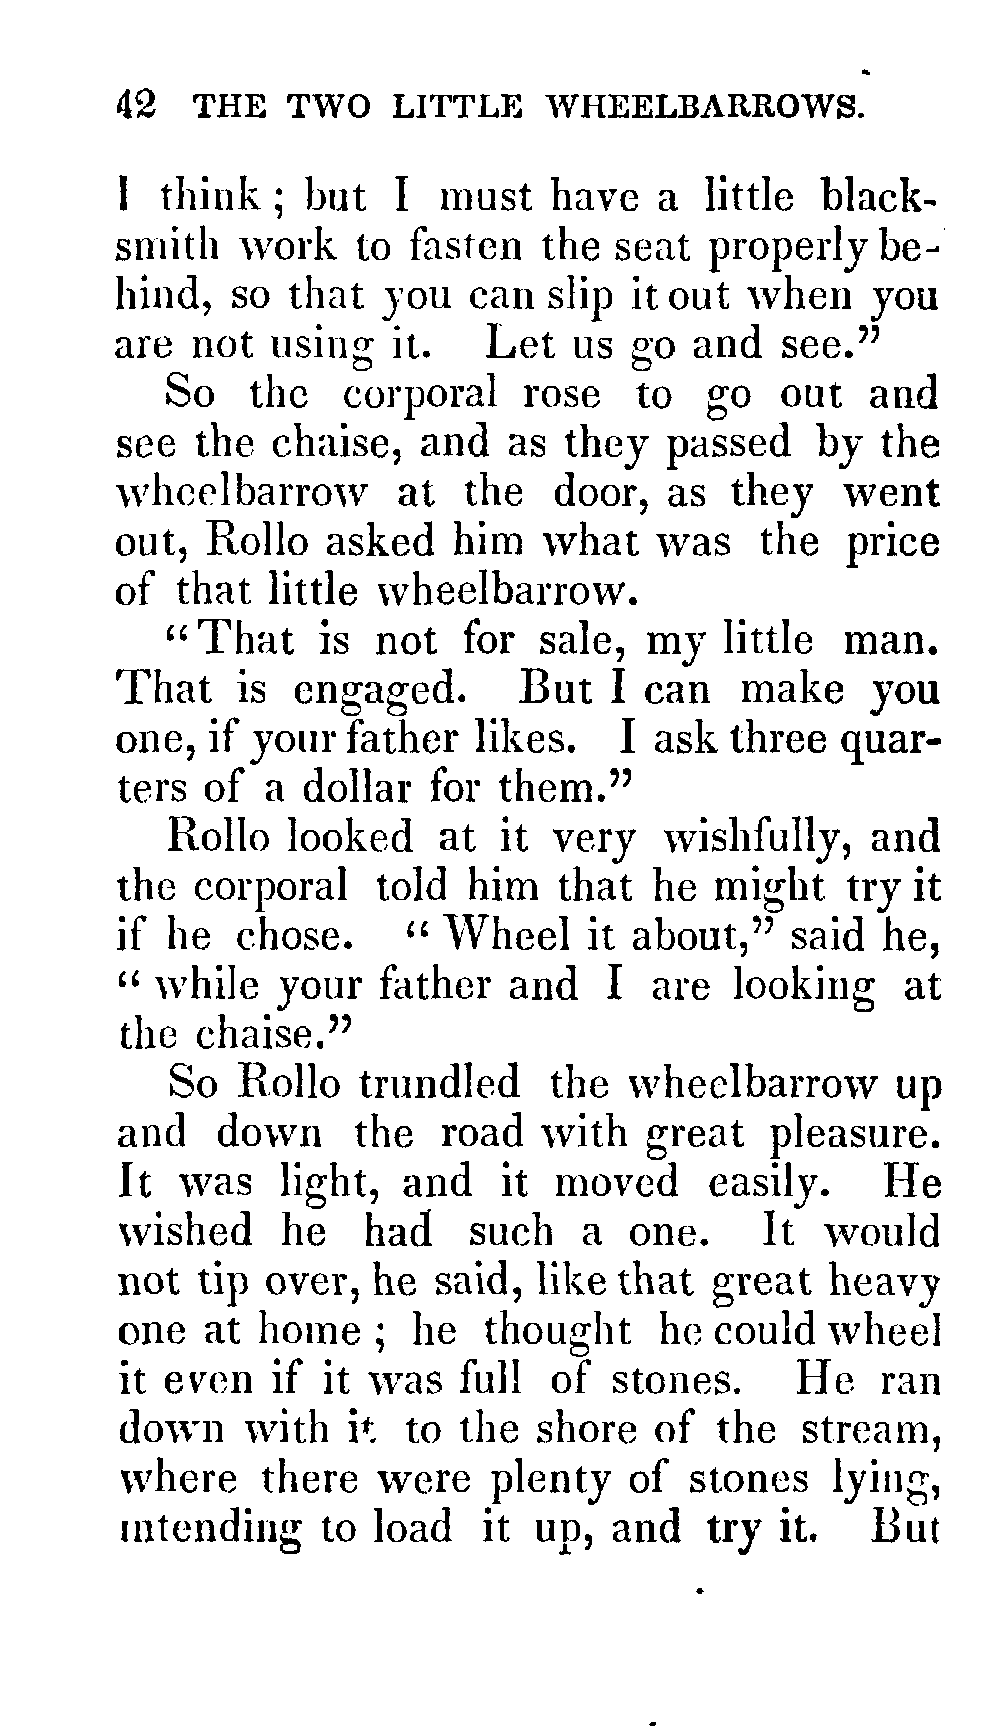 42 THE TWO LITTLE WHEELBARROWS.
I think; but I must have a little black-
smith work to fasten the seat properly be-
hind, so that you can slip it out when you
are not using it. Let us go and see."
So the corporal rose to go out and
see the chaise, and as they passed by the
wheelbarrow at the door, as they went
out, Rollo asked him what was the price
of that little wheelbarrow.
"That is not for sale, my little man.
That is engaged. But I can make you
one, if your father likes. I ask three quar-
ters of a dollar for them."
Rollo looked at it very wishfully, and
the corporal told him that he might try it
if he chose. "Wheel it about," said he,
"while your father and I are looking at
the chaise."
So Rollo trundled the wheelbarrow up
and down the road with great pleasure.
It was light, and it moved easily. He
wished he had such a one. It would
not tip over, he said, like that great heavy
one at home; he thought he could wheel
it even if it was full of stones. He ran
down with it to the shore of the stream,
where there were plenty of stones lying,
intending to load it up, and try it. But